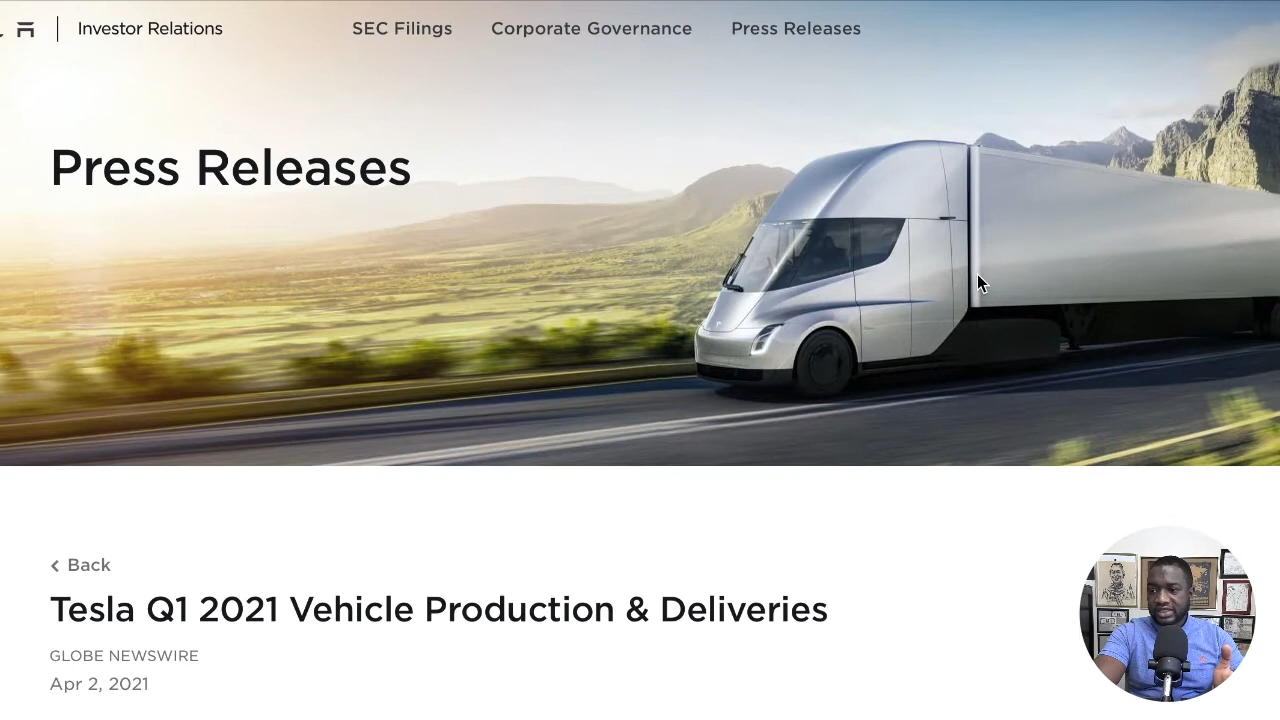 Investor Relations
SEC Filings
Corporate Governance
Press Releases
Press Releases
Back
Tesla Q1 2021 Vehicle Production & Deliveries
GLOBE NEWSWIRE
Apr 2, 2021